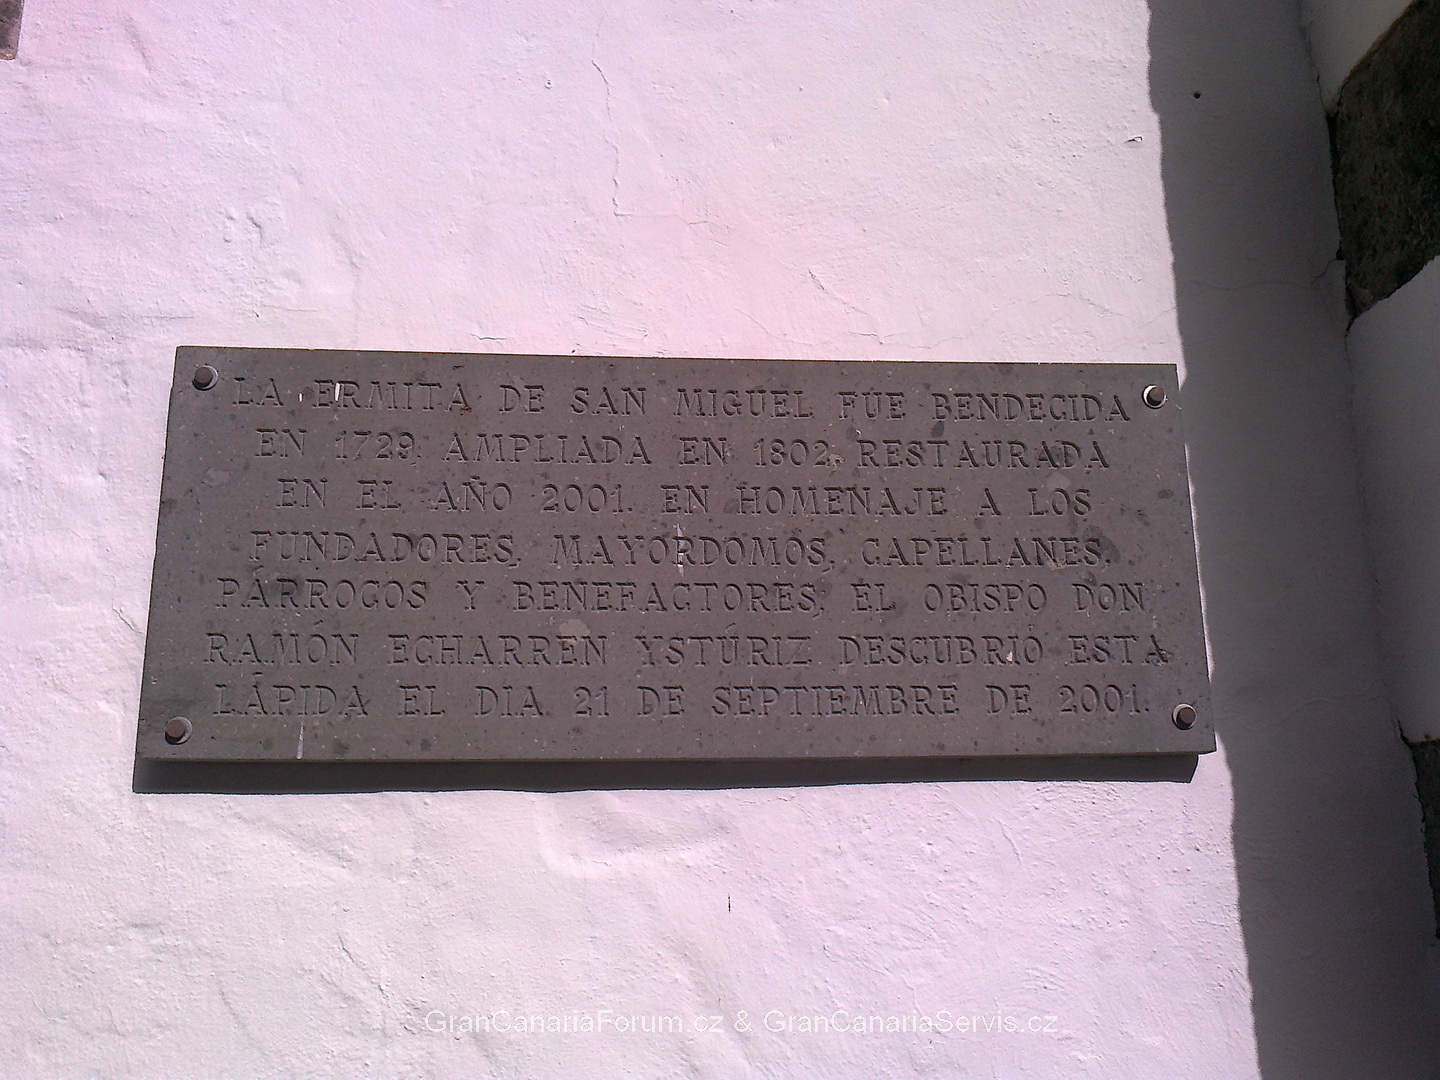 LA ERMITA DE SAN MIGUEL FUE BENDECIDA
EN 1729, AMPLIADA EN 1802, RESTAURADA
EN EL AÑO 2001. EN HOMENAJE A LOS
FUNDADORES, MAYORDOMOS, CAPELLANES,
PÁRROCOS Y BENEFACTORES, EL OBISPO DON
RAMÓN ECHARREN YSTÚRIZ DESCUBRIÓ ESTA
LÁPIDA EL DIA 21 DE SEPTIEMBRE DE 2001.
GranCanariaForum.cz & GranCanariaServis.cz